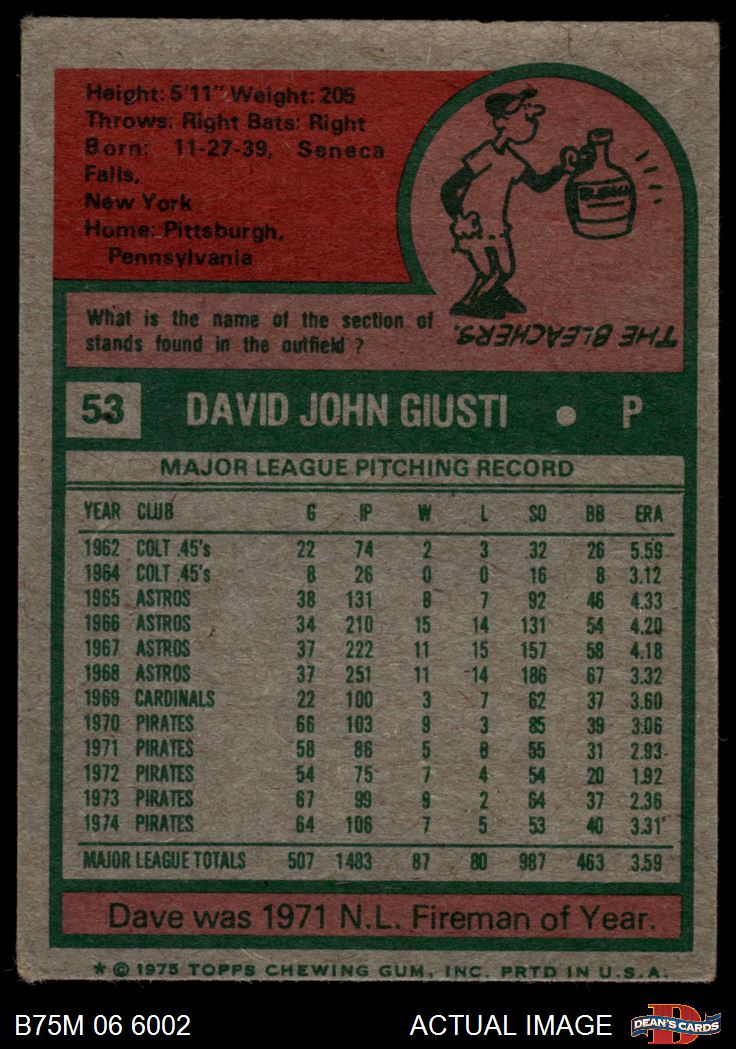 Height: 5'11" Weight: 205
Throws: Right Bats: Right
Born: 11-27-39, Seneca
Falls,
New York
Home: Pittsburgh,
Pennsylvania
What is the name of the section of
stands found in the outfield ?
THE BLEACHERS.
53 DAVID JOHN GIUSTI • P
MAJOR LEAGUE PITCHING RECORD
YEAR CLUB G IP W L SO BB ERA
1962 COLT .45's 22 74 2 3 32 26 5.59
1964 COLT .45's 8 26 0 0 16 8 3.12
1965 ASTROS 38 131 8 7 92 46 4.33
1966 ASTROS 34 210 15 14 131 54 4.20
1967 ASTROS 37 222 11 15 157 58 4.18
1968 ASTROS 37 251 11 14 186 67 3.32
1969 CARDINALS 22 100 3 7 62 37 3.60
1970 PIRATES 66 103 9 3 85 39 3.06
1971 PIRATES 58 86 5 8 55 31 2.93
1972 PIRATES 54 75 7 4 54 20 1.92
1973 PIRATES 67 99 9 2 64 37 2.36
1974 PIRATES 64 106 7 5 53 40 3.31
MAJOR LEAGUE TOTALS 507 1483 87 80 987 463 3.59
Dave was 1971 N.L. Fireman of Year.
* © 1975 TOPPS CHEWING GUM, INC. PRTD IN U.S.A.
B75M 06 6002 ACTUAL IMAGE DEAN'S CARDS